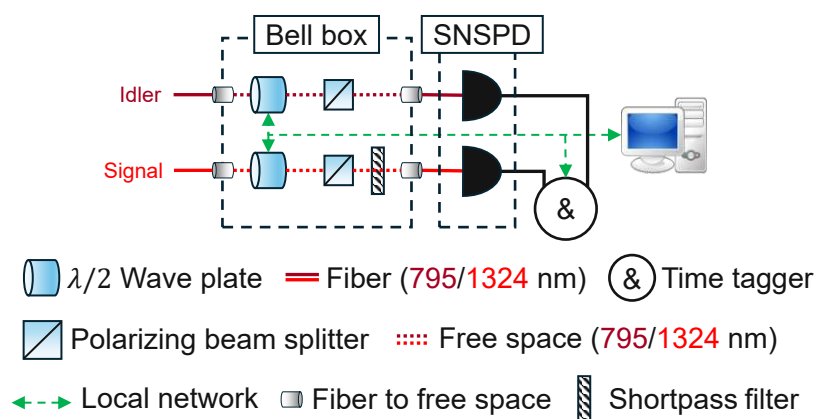 Bell box SNSPD
Idler
Signal
&
λ/2 Wave plate Fiber (795/1324 nm) & Time tagger
Polarizing beam splitter Free space (795/1324 nm)
Local network Fiber to free space Shortpass filter